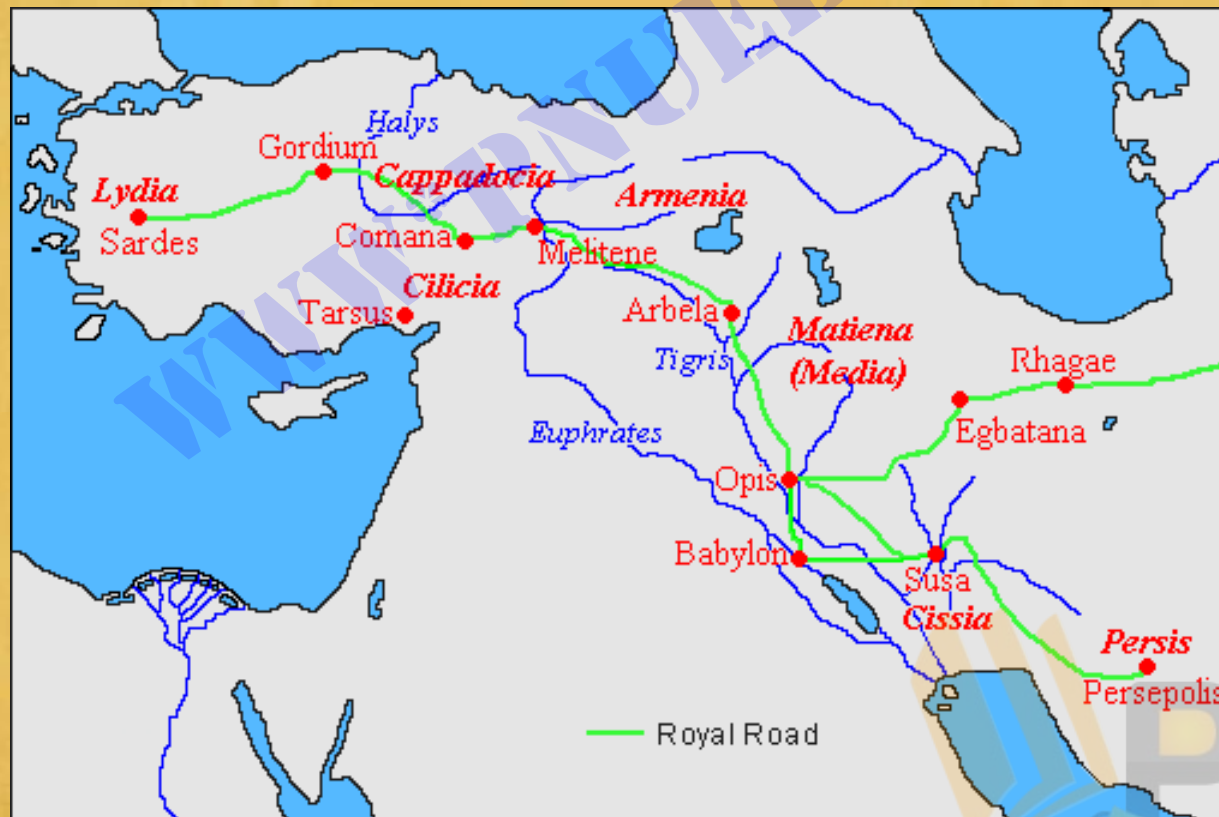 Halys
Gordium
Cappadocia
Lydia
Armenia
Sardes
Comana
Melitene
Cilicia
Tarsus
Arbela
Matiena
(Media)
Tigris
Rhagae
Egbatana
Euphrates
Opis
Babylon
Susa
Cissia
Persis
Persepolis
Royal Road